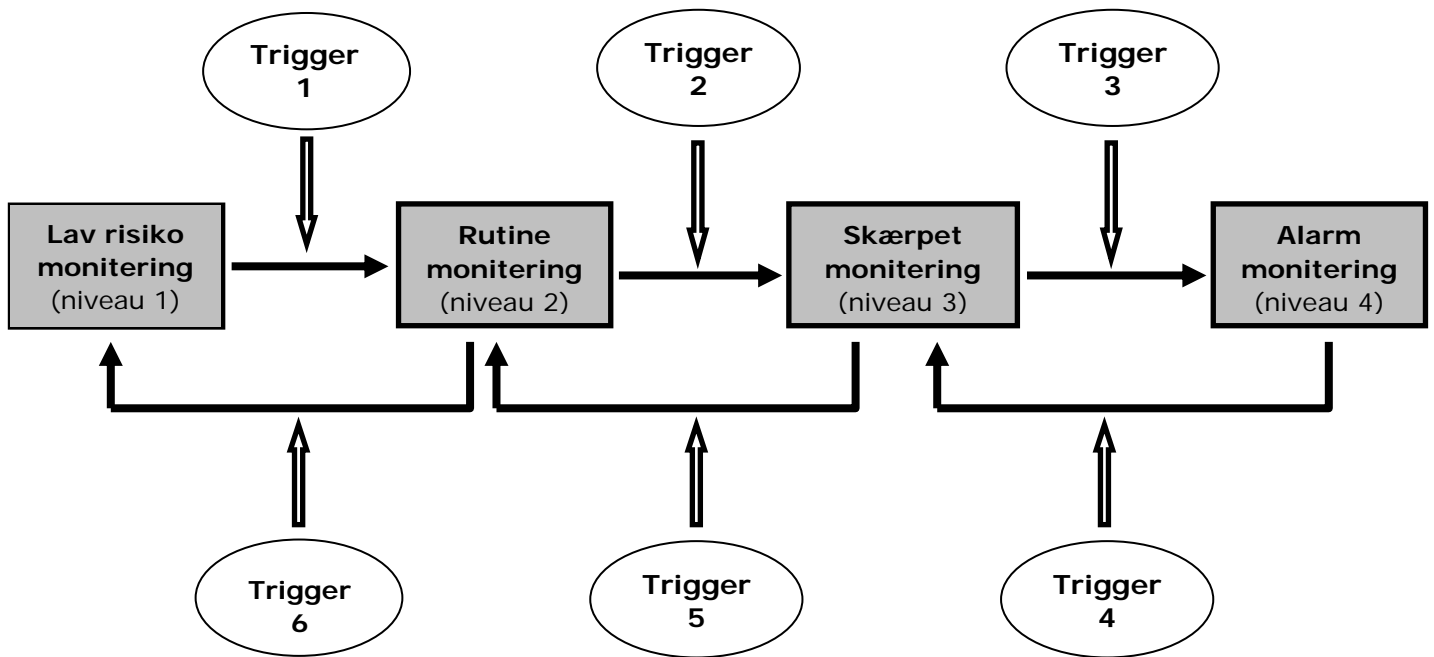 Trigger
1
Trigger
2
Trigger
3
Lav risiko
monitering
(niveau 1)
Rutine
monitering
(niveau 2)
Skærpet
monitering
(niveau 3)
Alarm
monitering
(niveau 4)
Trigger
6
Trigger
5
Trigger
4